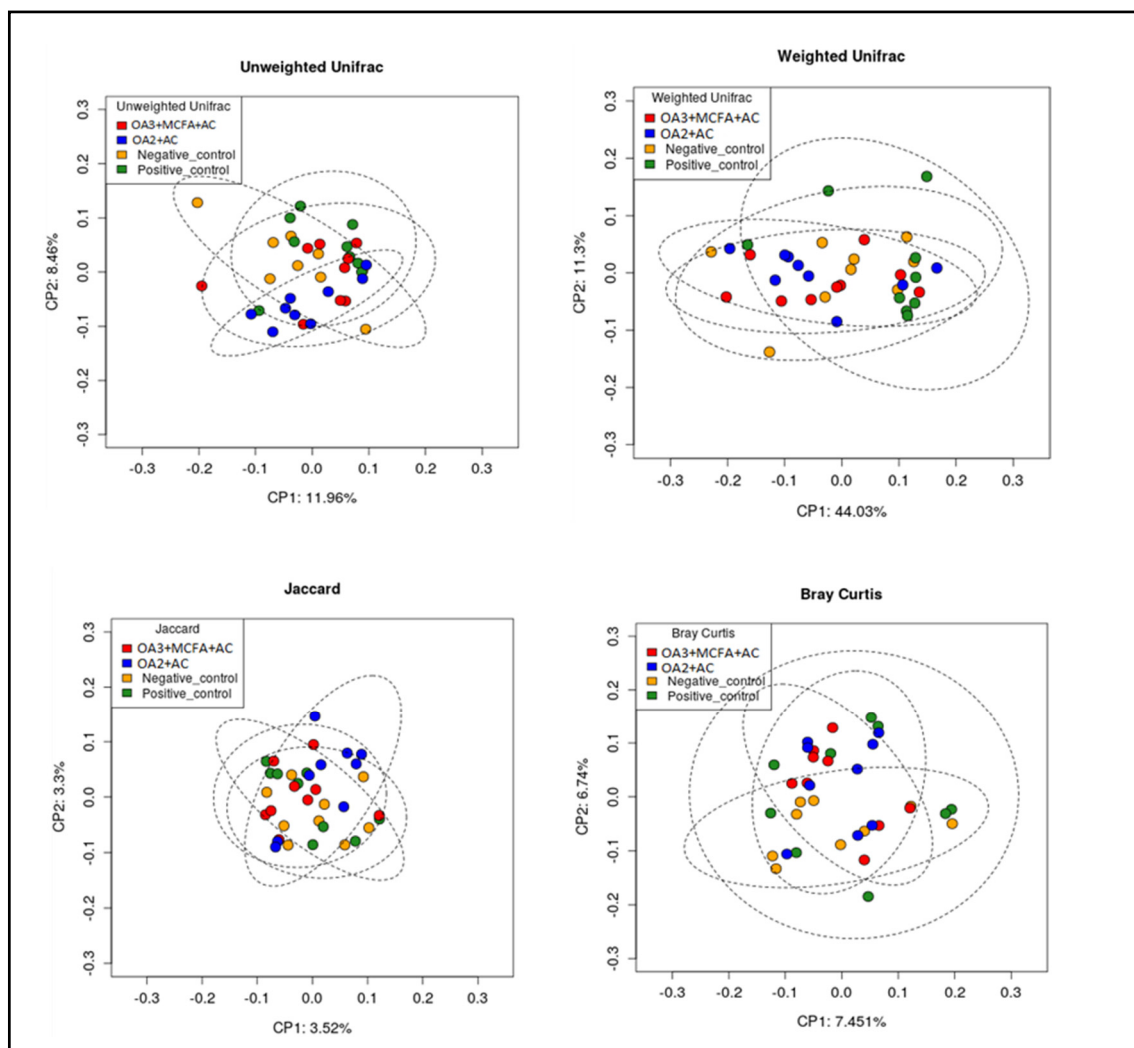 Unweighted Unifrac
Unweighted Unifrac
OA3+MCFA+AC
OA2+AC
Negative_control
Positive_control
0.3
0.2
0.1
0.0
-0.1
-0.2
-0.3
CP2: 8.46%
-0.3 -0.2 -0.1 0.0 0.1 0.2 0.3
CP1: 11.96%
Weighted Unifrac
Weighted Unifrac
OA3+MCFA+AC
OA2+AC
Negative_control
Positive_control
0.3
0.2
0.1
0.0
-0.1
-0.2
-0.3
CP2: 11.3%
-0.3 -0.2 -0.1 0.0 0.1 0.2 0.3
CP1: 44.03%
Jaccard
Jaccard
OA3+MCFA+AC
OA2+AC
Negative_control
Positive_control
0.3
0.2
0.1
0.0
-0.1
-0.2
-0.3
CP2: 3.3%
-0.3 -0.2 -0.1 0.0 0.1 0.2 0.3
CP1: 3.52%
Bray Curtis
Bray Curtis
OA3+MCFA+AC
OA2+AC
Negative_control
Positive_control
0.3
0.2
0.1
0.0
-0.1
-0.2
-0.3
CP2: 6.74%
-0.3 -0.2 -0.1 0.0 0.1 0.2 0.3
CP1: 7.451%